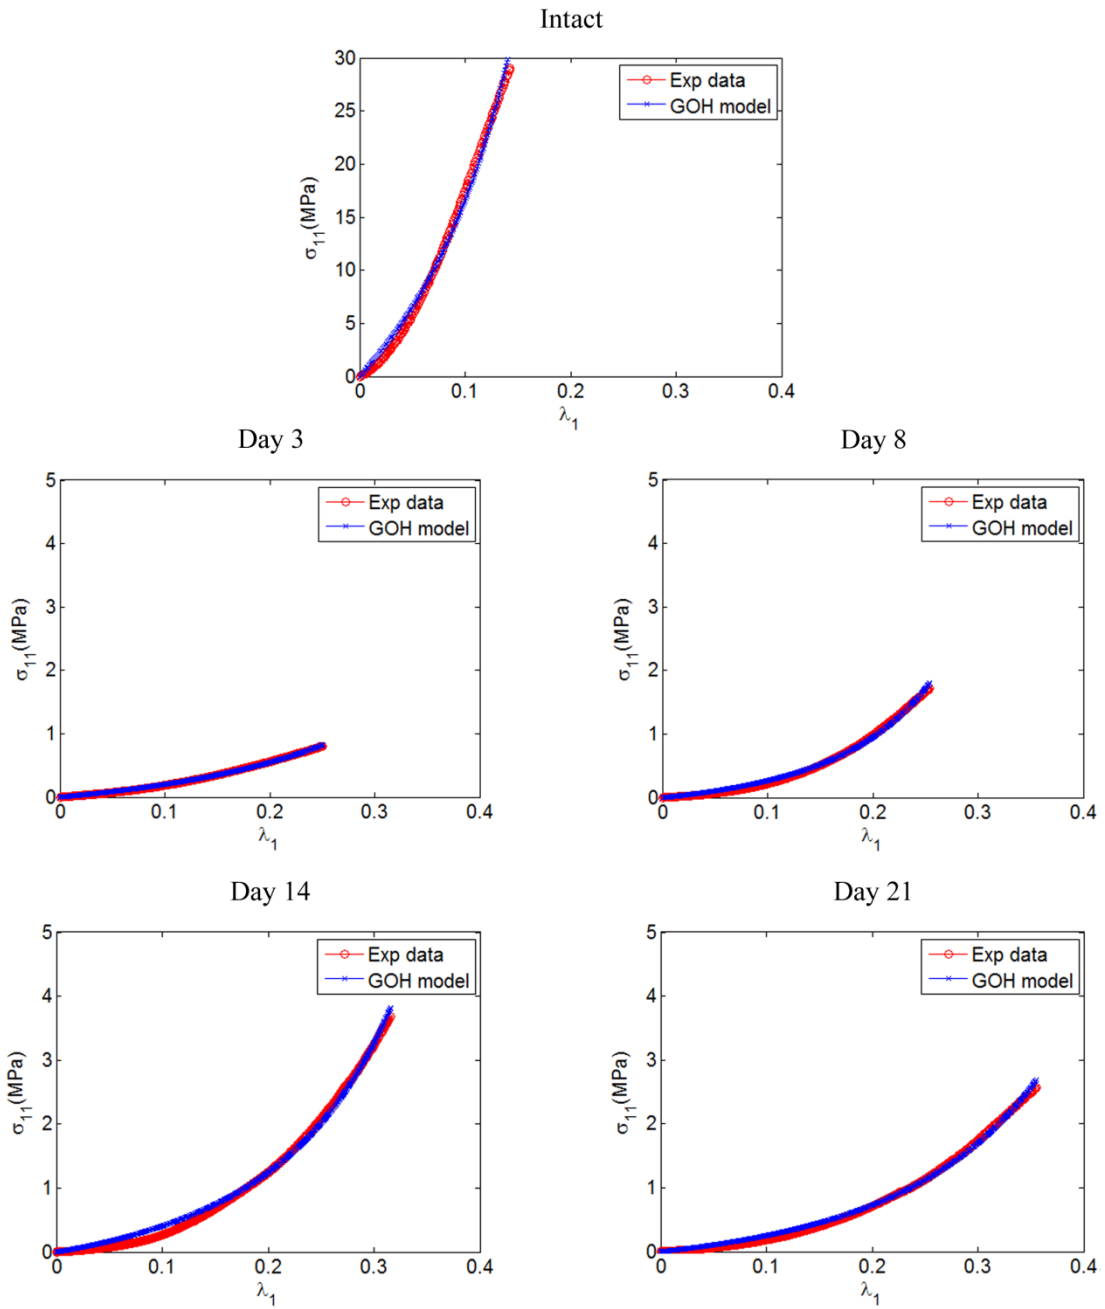 Intact
30
25
20
15
10
5
0
σ11(MPa)
Exp data
GOH model
0 0.1 0.2 0.3 0.4
λ1
Day 3
5
4
3
2
1
0
σ11(MPa)
Exp data
GOH model
0 0.1 0.2 0.3 0.4
λ1
Day 8
5
4
3
2
1
0
σ11(MPa)
Exp data
GOH model
0 0.1 0.2 0.3 0.4
λ1
Day 14
5
4
3
2
1
0
σ11(MPa)
Exp data
GOH model
0 0.1 0.2 0.3 0.4
λ1
Day 21
5
4
3
2
1
0
σ11(MPa)
Exp data
GOH model
0 0.1 0.2 0.3 0.4
λ1